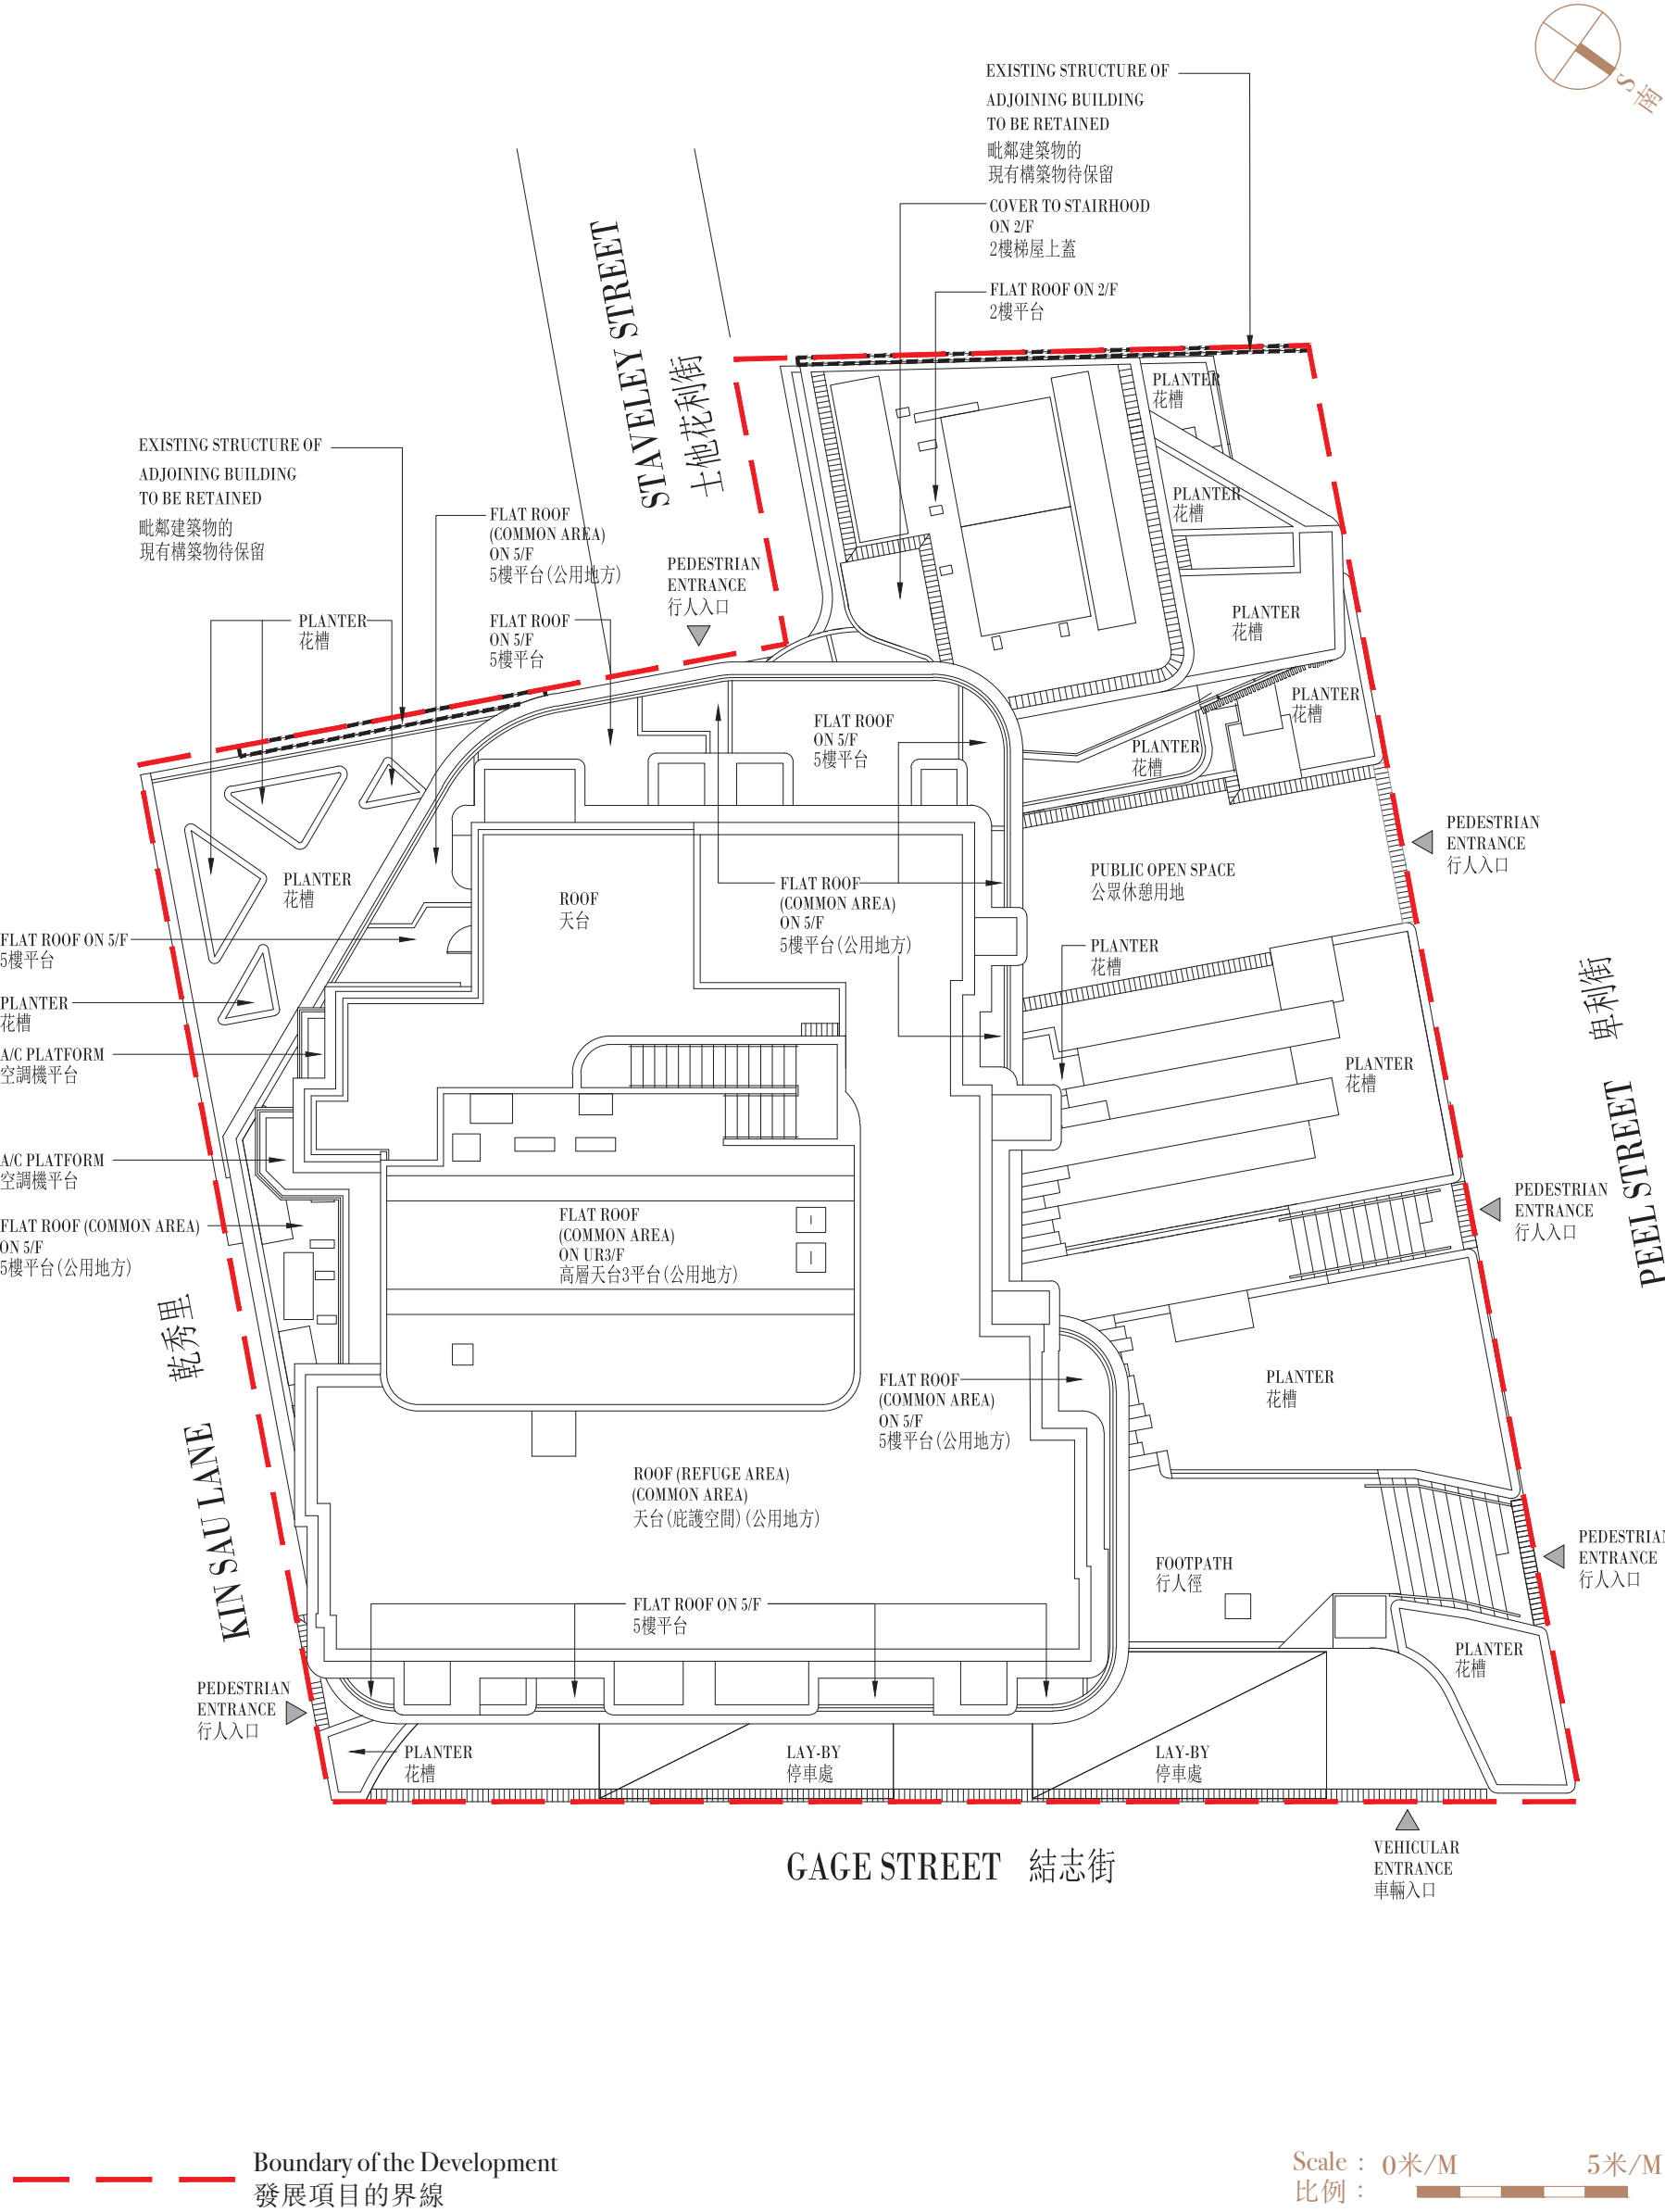 S南
EXISTING STRUCTURE OF
ADJOINING BUILDING
TO BE RETAINED
毗鄰建築物的
現有構築物待保留
COVER TO STAIRHOOD
ON 2/F
2樓梯屋上蓋
FLAT ROOF ON 2/F
2樓平台
STAVELEY STREET
士他花利街
PLANTER
花槽
EXISTING STRUCTURE OF
ADJOINING BUILDING
TO BE RETAINED
毗鄰建築物的
現有構築物待保留
PLANTER
花槽
FLAT ROOF
(COMMON AREA)
ON 5/F
5樓平台(公用地方)
PEDESTRIAN
ENTRANCE
行人入口
PLANTER
花槽
FLAT ROOF
ON 5/F
5樓平台
PLANTER
花槽
PLANTER
花槽
FLAT ROOF
ON 5/F
5樓平台
PLANTER
花槽
PEDESTRIAN
ENTRANCE
行人入口
PUBLIC OPEN SPACE
公眾休憩用地
PLANTER
花槽
ROOF
天台
FLAT ROOF
(COMMON AREA)
ON 5/F
5樓平台(公用地方)
FLAT ROOF ON 5/F
5樓平台
PLANTER
花槽
PLANTER
花槽
A/C PLATFORM
空調機平台
PLANTER
花槽
卑利街
PEEL STREET
A/C PLATFORM
空調機平台
PEDESTRIAN
ENTRANCE
行人入口
FLAT ROOF (COMMON AREA)
ON 5/F
5樓平台(公用地方)
FLAT ROOF
(COMMON AREA)
ON UR3/F
高層天台3平台(公用地方)
乾秀里
KIN SAU LANE
FLAT ROOF
(COMMON AREA)
ON 5/F
5樓平台(公用地方)
PLANTER
花槽
ROOF (REFUGE AREA)
(COMMON AREA)
天台(庇護空間)(公用地方)
FOOTPATH
行人徑
PEDESTRIAN
ENTRANCE
行人入口
FLAT ROOF ON 5/F
5樓平台
PLANTER
花槽
PEDESTRIAN
ENTRANCE
行人入口
PLANTER
花槽
LAY-BY
停車處
LAY-BY
停車處
GAGE STREET 結志街
VEHICULAR
ENTRANCE
車輛入口
Boundary of the Development
發展項目的界線
Scale : 0米/M 5米/M
比例 :